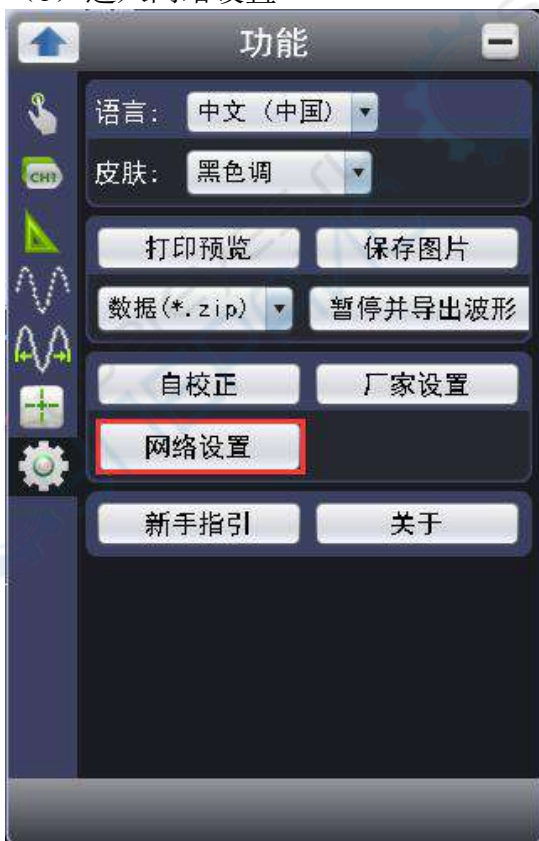 功能
语言： 中文 (中国)
皮肤： 黑色调
CH1
打印预览 保存图片
数据(*.zip) 暂停并导出波形
自校正 厂家设置
网络设置
新手指引 关于